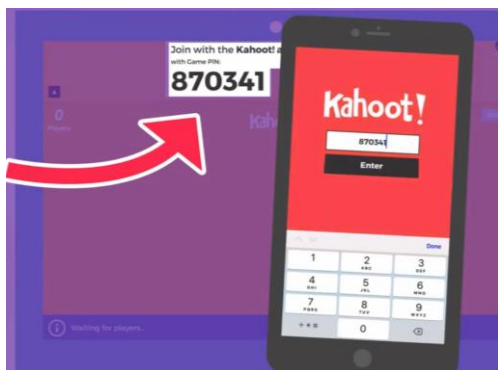 Join with the Kahoot! a
with Game PIN:
870341
0
Players
Kah
Waiting for players...
Kahoot!
870341
Enter
Done
1
2
ABC
3
DEF
4
GHI
5
JKL
6
MNO
7
PQRS
8
TUV
9
WXYZ
+ * #
0